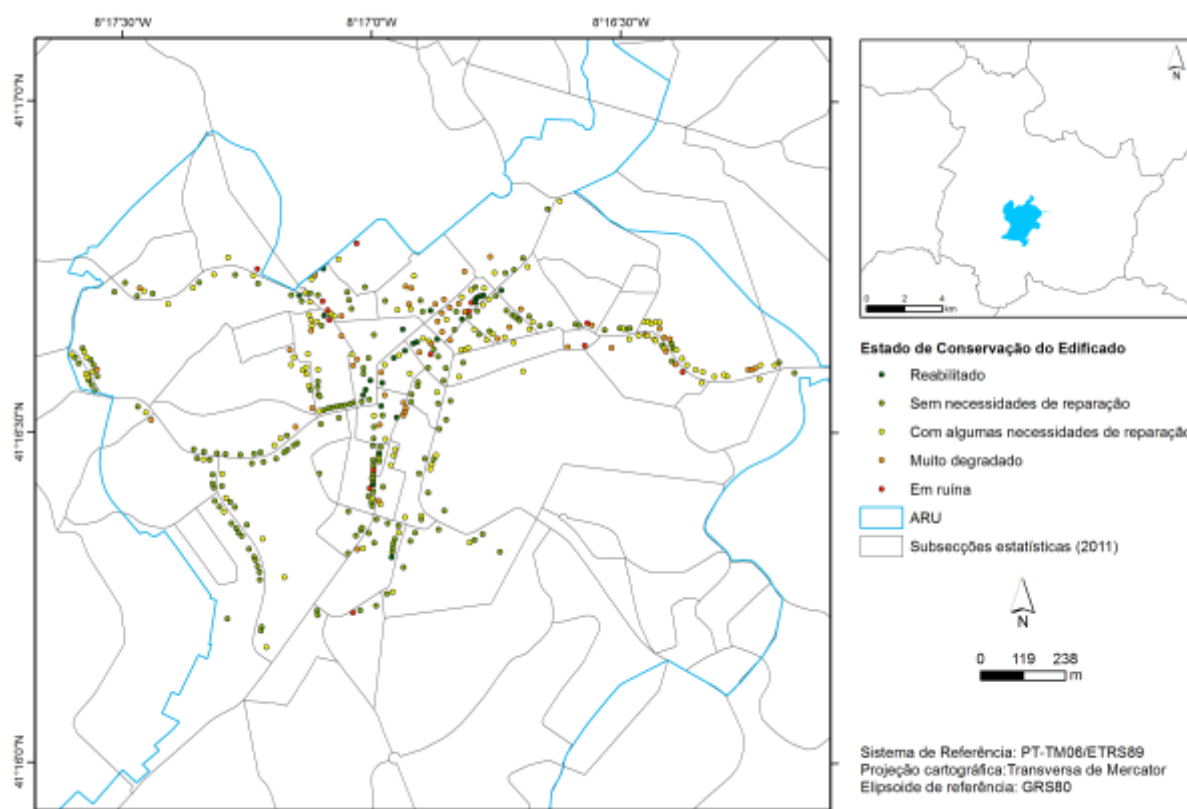 8°17'30"W
8°17'0"W
8°16'30"W
41°17'0"N
41°16'30"N
41°16'0"N
N
0 2 4
km
Estado de Conservação do Edificado
Reabilitado
Sem necessidades de reparação
Com algumas necessidades de reparação
Muito degradado
Em ruína
ARU
Subsecções estatísticas (2011)
N
0 119 238
m
Sistema de Referência: PT-TM06/ETRS89
Projeção cartográfica:Transversa de Mercator
Elipsoide de referência: GRS80